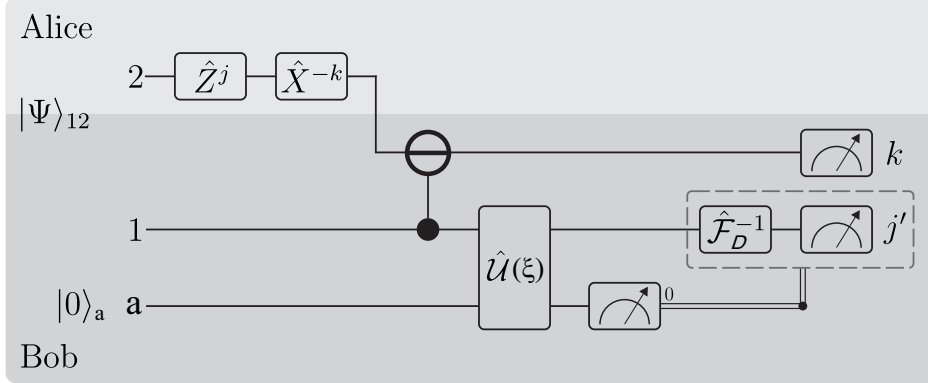 Alice
2 Ẑ^j X̂^{-k}
|Ψ⟩₁₂
k
1 Û(ξ) F̂_D^{-1} j′
|0⟩ₐ a 0
Bob